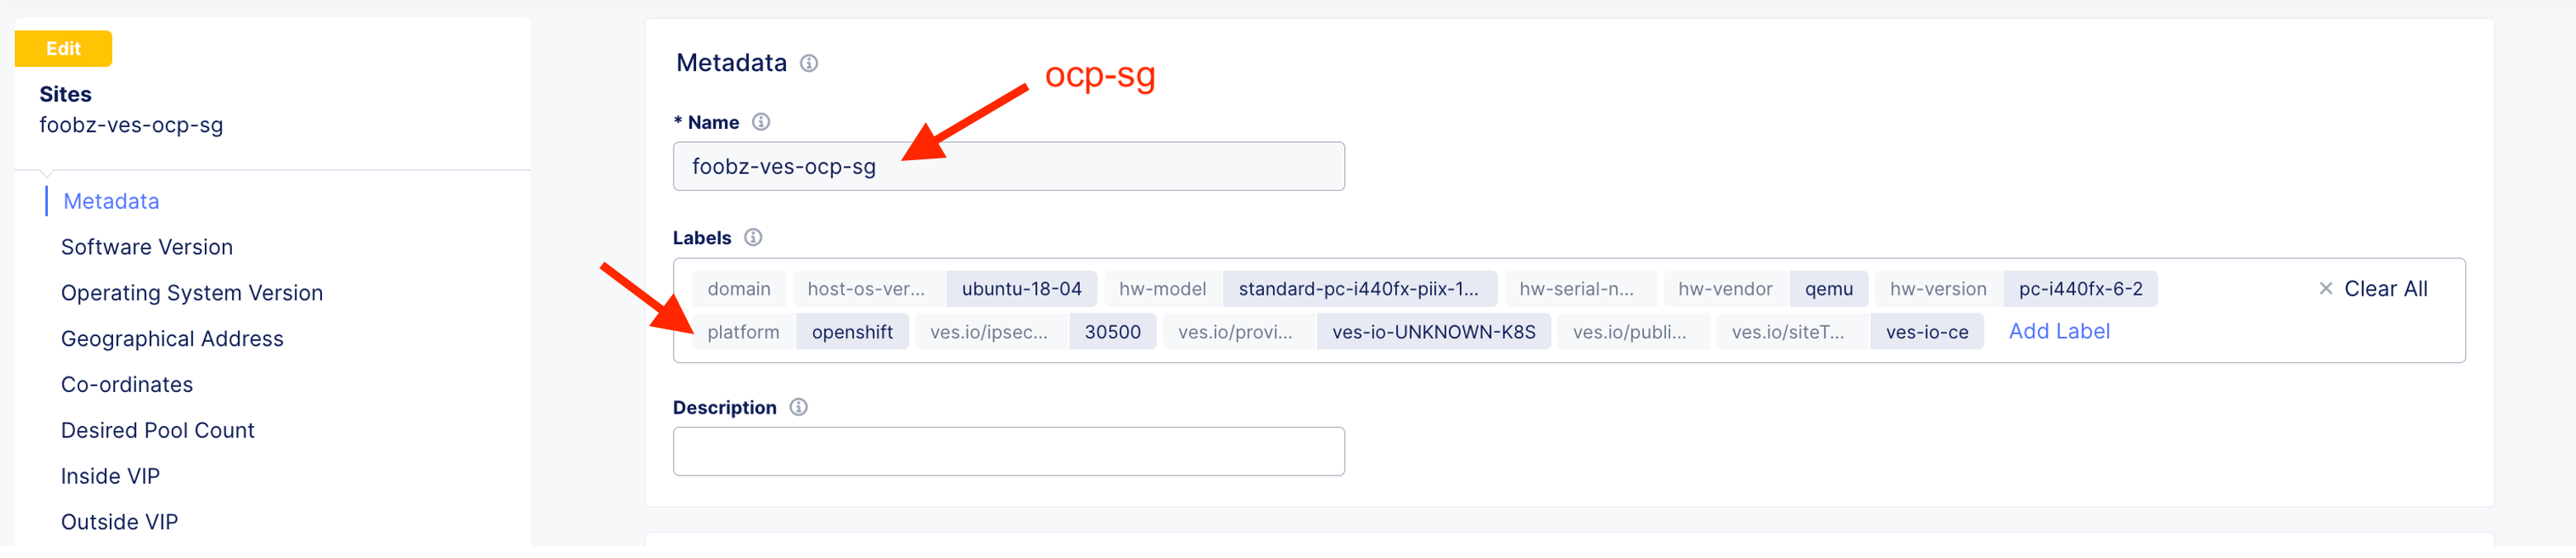 Edit
Sites
foobz-ves-ocp-sg
Metadata
Software Version
Operating System Version
Geographical Address
Co-ordinates
Desired Pool Count
Inside VIP
Outside VIP
Metadata
ocp-sg
* Name
foobz-ves-ocp-sg
Labels
domain host-os-ver... ubuntu-18-04 hw-model standard-pc-i440fx-piix-1... hw-serial-n... hw-vendor qemu hw-version pc-i440fx-6-2 × Clear All
platform openshift ves.io/ipsec... 30500 ves.io/provi... ves-io-UNKNOWN-K8S ves.io/publi... ves.io/siteT... ves-io-ce Add Label
Description